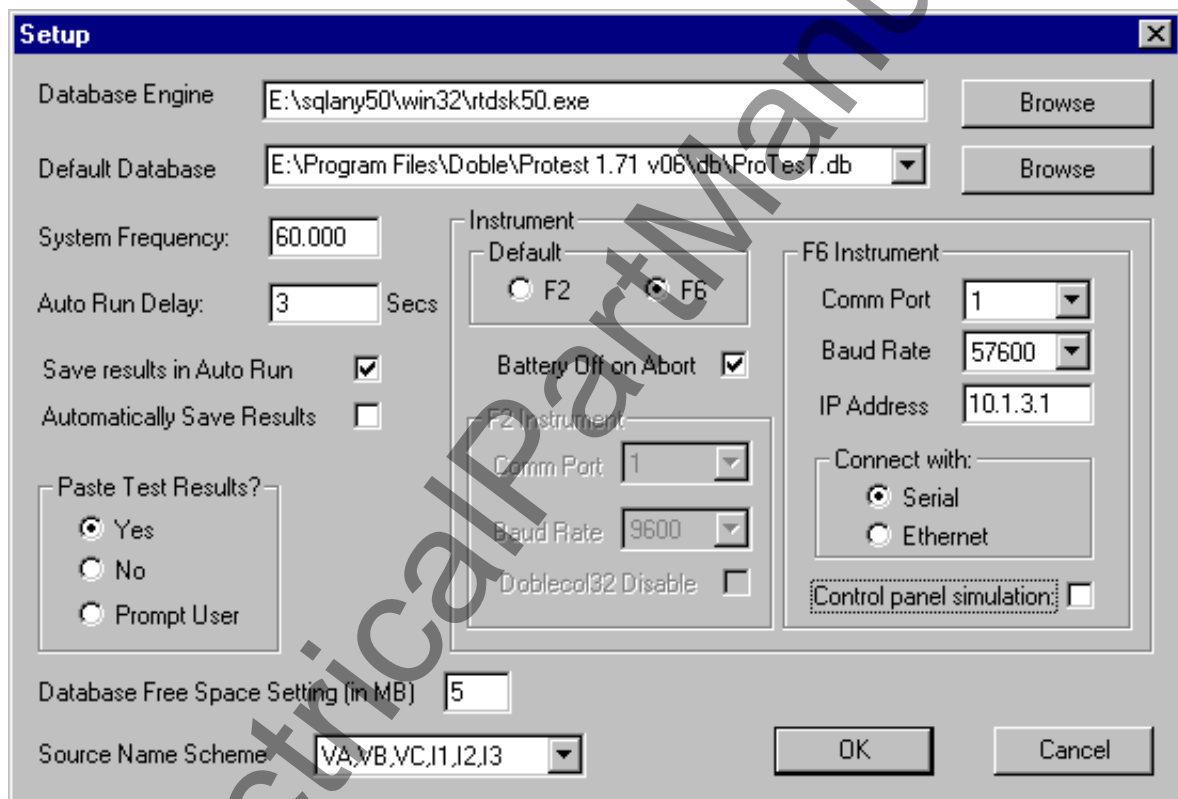 Setup
Database Engine
E:\sqlany50\win32\rtdsk50.exe
Browse
Default Database
E:\Program Files\Doble\Protest 1.71 v06\db\ProTesT.db
Browse
System Frequency:
60.000
Auto Run Delay:
3
Secs
Save results in Auto Run
Automatically Save Results
Paste Test Results?
Yes
No
Prompt User
Instrument
Default
F2
F6
Battery Off on Abort
F2 Instrument
Comm Port
1
Baud Rate
9600
Doblecol32 Disable
F6 Instrument
Comm Port
1
Baud Rate
57600
IP Address
10.1.3.1
Connect with:
Serial
Ethernet
Control panel simulation:
Database Free Space Setting (in MB)
5
Source Name Scheme
VA,VB,VC,I1,I2,I3
OK
Cancel
ctricalPartManu